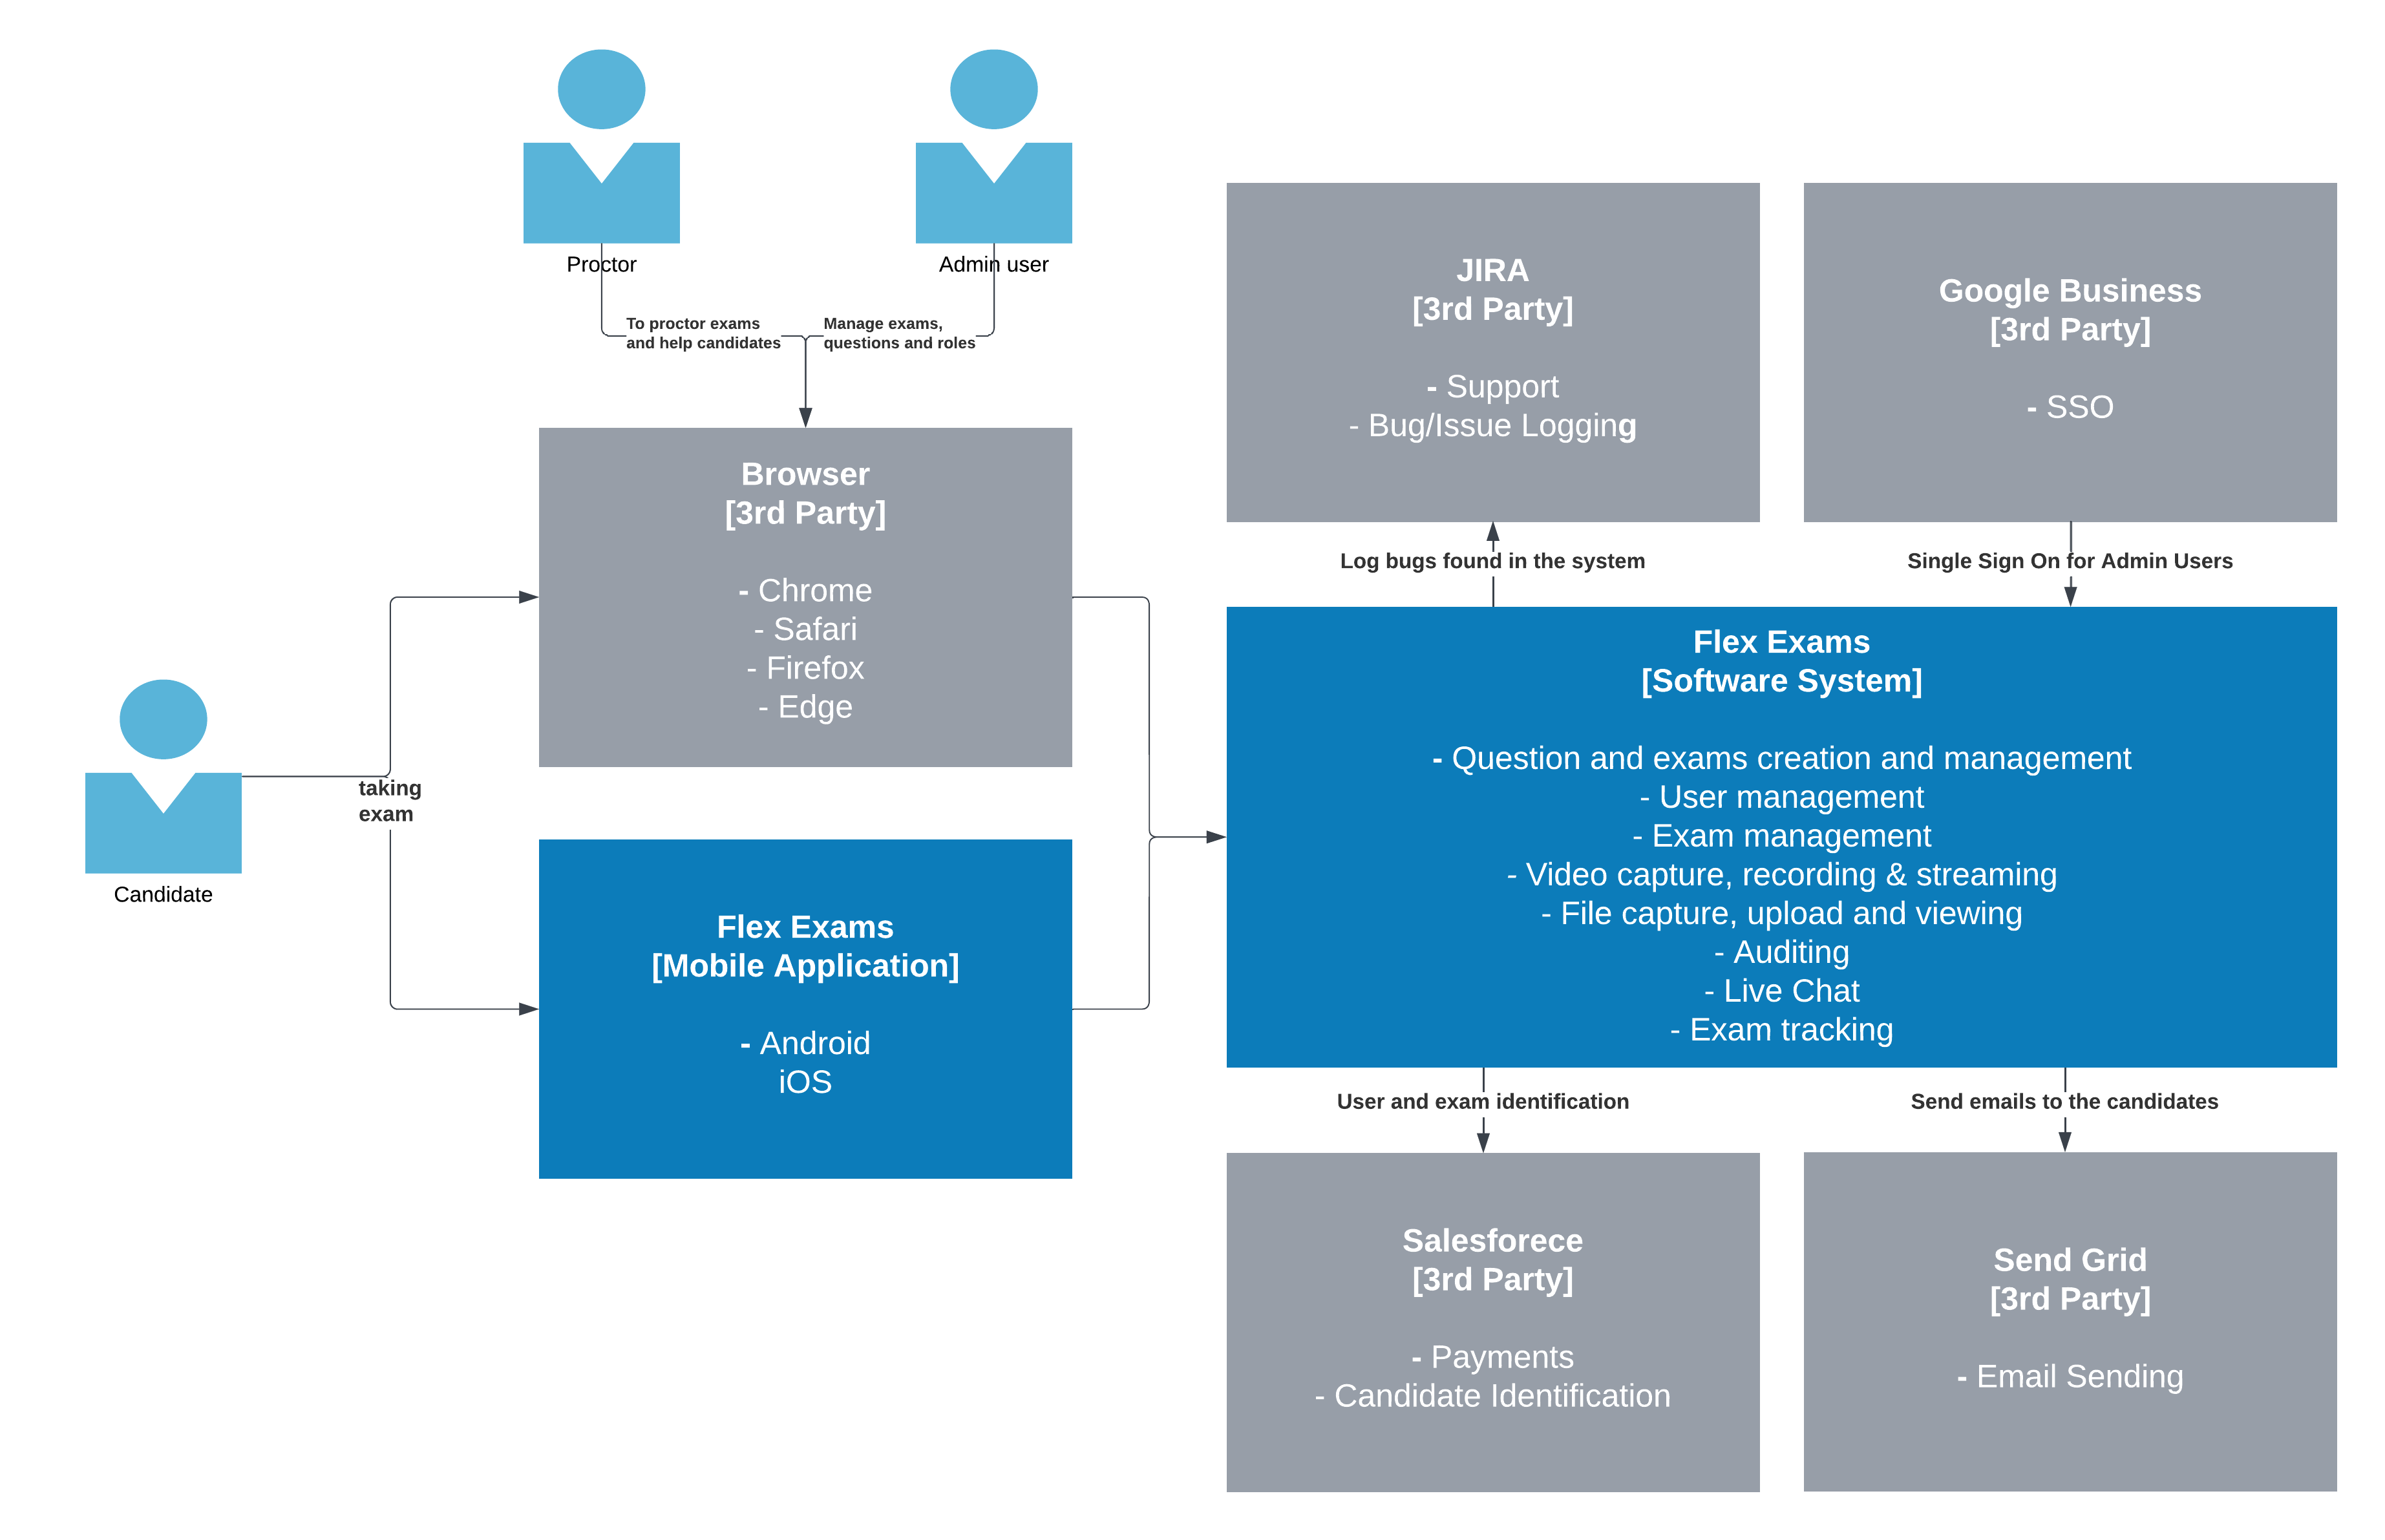 Proctor
Admin user
To proctor exams
and help candidates
Manage exams,
questions and roles
JIRA
[3rd Party]
- Support
- Bug/Issue Logging
Google Business
[3rd Party]
- SSO
Browser
[3rd Party]
- Chrome
- Safari
- Firefox
- Edge
Log bugs found in the system
Single Sign On for Admin Users
Candidate
taking
exam
Flex Exams
[Mobile Application]
- Android
iOS
Flex Exams
[Software System]
- Question and exams creation and management
- User management
- Exam management
- Video capture, recording & streaming
- File capture, upload and viewing
- Auditing
- Live Chat
- Exam tracking
User and exam identification
Send emails to the candidates
Salesforece
[3rd Party]
- Payments
- Candidate Identification
Send Grid
[3rd Party]
- Email Sending